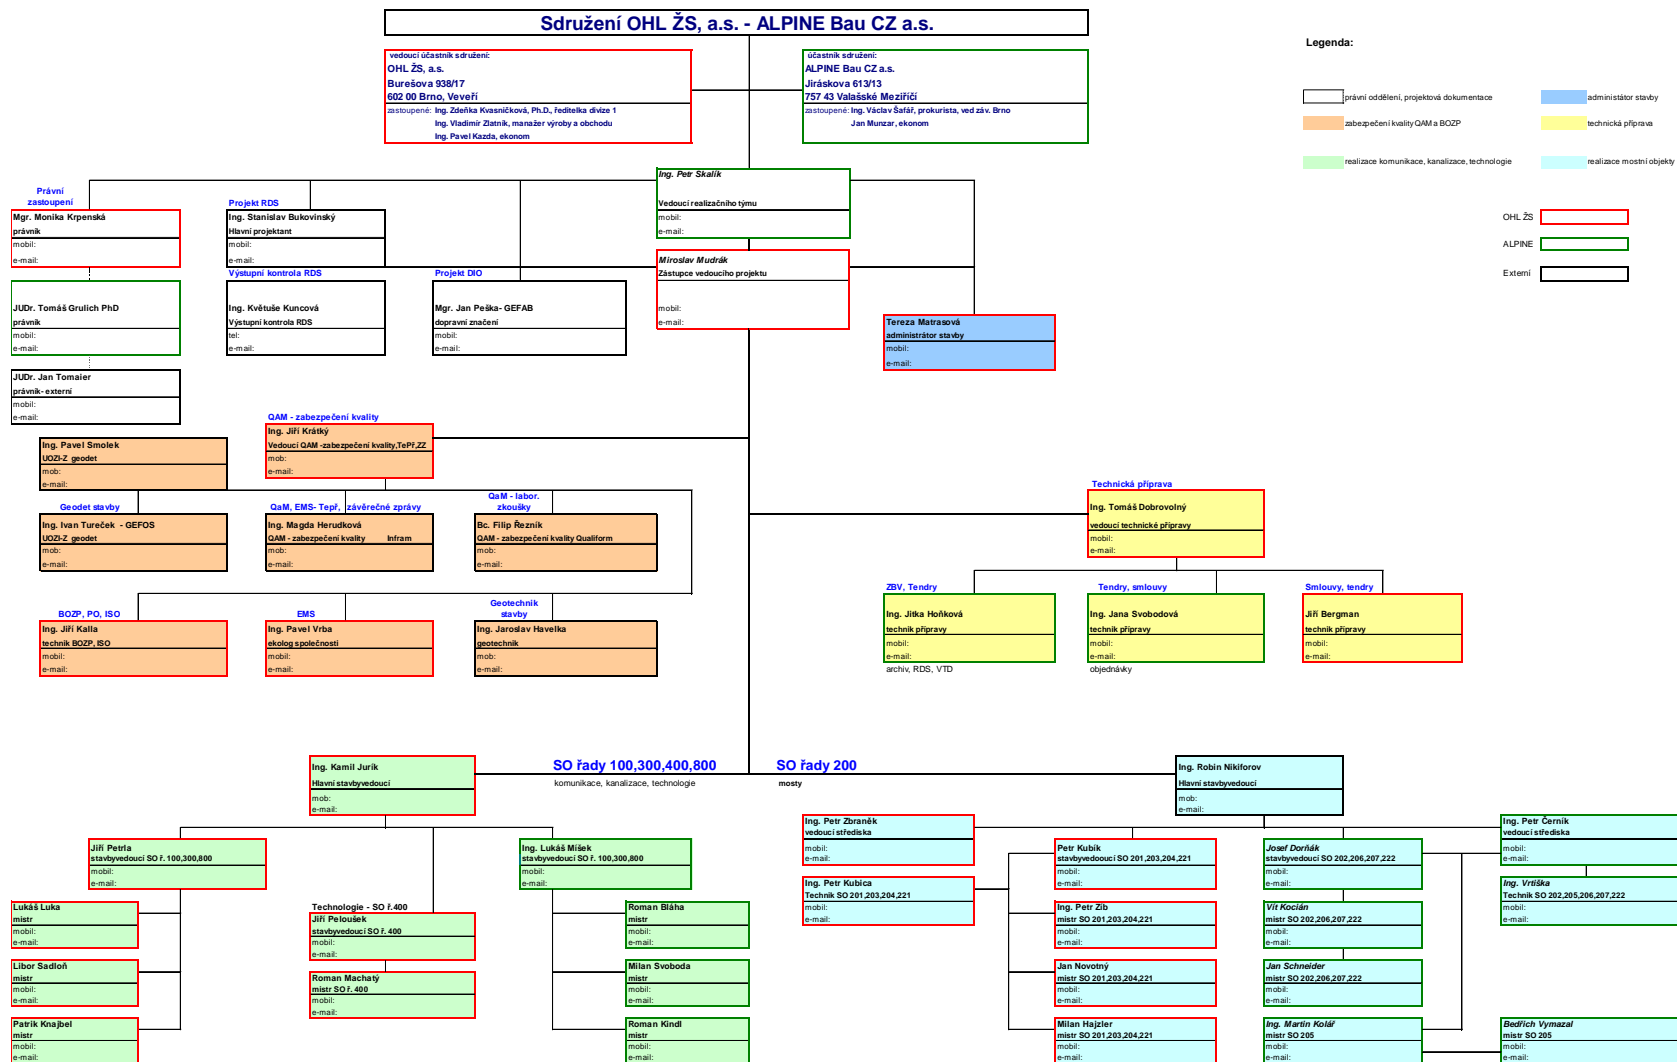 Sdružení OHL ŽS, a.s. - ALPINE Bau CZ a.s.
vedoucí účastník sdružení:
OHL ŽS, a.s.
Burešova 938/17
602 00 Brno, Veveří
zastoupené: Ing. Zdeňka Kvasničková, Ph.D., ředitelka divize 1
Ing. Vladimír Zlatník, manažer výroby a obchodu
Ing. Pavel Kazda, ekonom
účastník sdružení:
ALPINE Bau CZ a.s.
Jiráskova 613/13
757 43 Valašské Meziříčí
zastoupené: Ing. Václav Šafář, prokurista, ved záv. Brno
Jan Munzar, ekonom
Legenda:
právní oddělení, projektová dokumentace
administátor stavby
zabezpečení kvality QAM a BOZP
technická příprava
realizace komunikace, kanalizace, technologie
realizace mostní objekty
OHL ŽS
ALPINE
Externí
Ing. Petr Skalík
Vedoucí realizačního týmu
mobil:
e-mail:
Miroslav Mudrák
Zástupce vedoucího projektu
mobil:
e-mail:
Právní
zastoupení
Mgr. Monika Krpenská
právník
mobil:
e-mail:
JUDr. Tomáš Grulich PhD
právník
mobil:
e-mail:
JUDr. Jan Tomaier
právník- externí
mobil:
e-mail:
Projekt RDS
Ing. Stanislav Bukovinský
Hlavní projektant
mobil:
e-mail:
Výstupní kontrola RDS
Ing. Květuše Kuncová
Výstupní kontrola RDS
tel:
e-mail:
Projekt DIO
Mgr. Jan Peška- GEFAB
dopravní značení
mobil:
e-mail:
Tereza Matrasová
administrátor stavby
mobil:
e-mail:
QAM - zabezpečení kvality
Ing. Jiří Krátký
Vedoucí QAM -zabezpečení kvality,TePř,ZZ
mob:
e-mail:
Ing. Pavel Smolek
UOZI-Z geodet
mob:
e-mail:
Geodet stavby
Ing. Ivan Tureček - GEFOS
UOZI-Z geodet
mob:
e-mail:
QaM, EMS- Tepř, závěrečné zprávy
Ing. Magda Herudková
QAM - zabezpečení kvality Infram
mob:
e-mail:
QaM - labor.
zkoušky
Bc. Filip Řezník
QAM - zabezpečení kvality Qualiform
mob:
e-mail:
BOZP, PO, ISO
Ing. Jiří Kalla
technik BOZP, ISO
mobil:
e-mail:
EMS
Ing. Pavel Vrba
ekolog společnosti
mobil:
e-mail:
Geotechnik
stavby
Ing. Jaroslav Havelka
geotechnik
mob:
e-mail:
Technická příprava
Ing. Tomáš Dobrovolný
vedoucí technické přípravy
mobil:
e-mail:
ZBV, Tendry
Ing. Jitka Hoňková
technik přípravy
mobil:
e-mail:
archiv, RDS, VTD
Tendry, smlouvy
Ing. Jana Svobodová
technik přípravy
mobil:
e-mail:
objednávky
Smlouvy, tendry
Jiří Bergman
technik přípravy
mobil:
e-mail:
SO řady 100,300,400,800
komunikace, kanalizace, technologie
SO řady 200
mosty
Ing. Kamil Jurík
Hlavní stavbyvedoucí
mob:
e-mail:
Ing. Robin Nikiforov
Hlavní stavbyvedoucí
mob:
e-mail:
Jiří Petrla
stavbyvedoucí SO ř. 100,300,800
mobil:
e-mail:
Lukáš Luka
mistr
mobil:
e-mail:
Libor Sadloň
mistr
mobil:
e-mail:
Patrik Knajbel
mistr
mobil:
e-mail:
Technologie - SO ř.400
Jiří Peloušek
stavbyvedoucí SO ř. 400
mobil:
e-mail:
Roman Machatý
mistr SO ř. 400
mobil:
e-mail:
Ing. Lukáš Míšek
stavbyvedoucí SO ř. 100,300,800
mobil:
e-mail:
Roman Bláha
mistr
mobil:
e-mail:
Milan Svoboda
mistr
mobil:
e-mail:
Roman Kindl
mistr
mobil:
e-mail:
Ing. Petr Zbraněk
vedoucí střediska
mobil:
e-mail:
Ing. Petr Kubica
Technik SO 201,203,204,221
mobil:
e-mail:
Petr Kubík
stavbyvedooucí SO 201,203,204,221
mobil:
e-mail:
Ing. Petr Zib
mistr SO 201,203,204,221
mobil:
e-mail:
Jan Novotný
mistr SO 201,203,204,221
mobil:
e-mail:
Milan Hajzler
mistr SO 201,203,204,221
mobil:
e-mail:
Josef Dorňák
stavbyvedoucí SO 202,206,207,222
mobil:
e-mail:
Vít Kocián
mistr SO 202,206,207,222
mobil:
e-mail:
Jan Schneider
mistr SO 202,206,207,222
mobil:
e-mail:
Ing. Martin Kolář
mistr SO 205
mobil:
e-mail:
Ing. Petr Černík
vedoucí střediska
mobil:
e-mail:
Ing. Vrtiška
Technik SO 202,205,206,207,222
mobil:
e-mail:
Bedřich Vymazal
mistr SO 205
mobil:
e-mail: